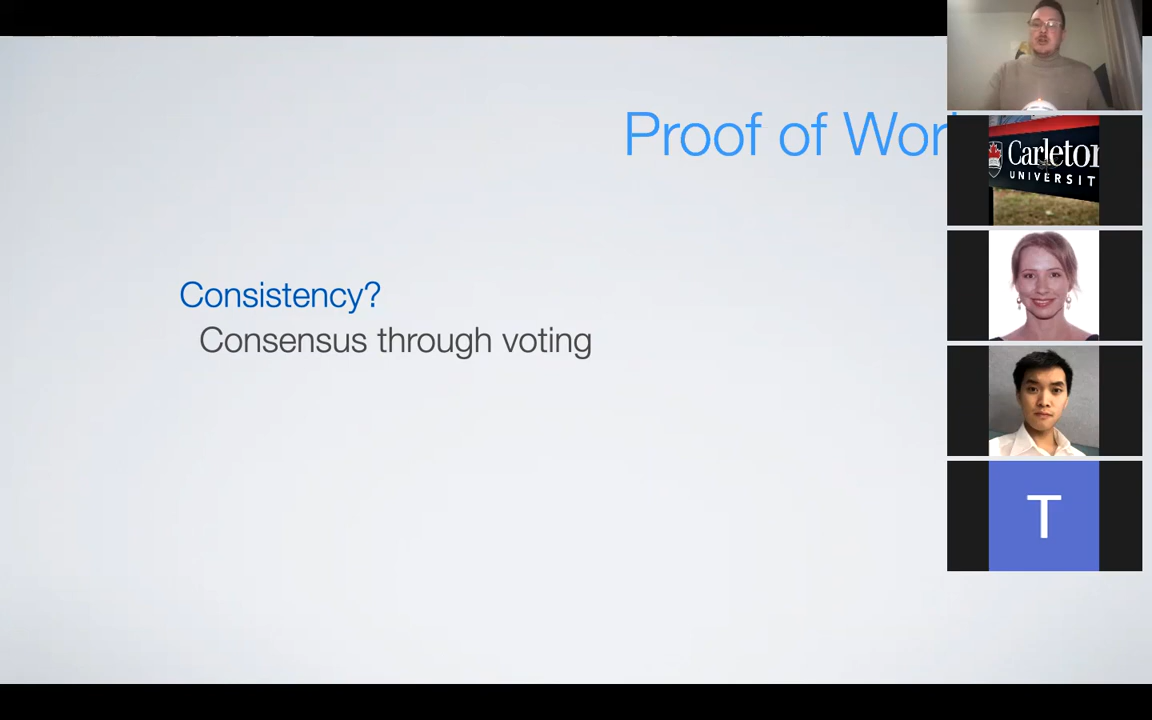 Proof of Wor
Carleton
UNIVERSIT
Consistency?
Consensus through voting
T